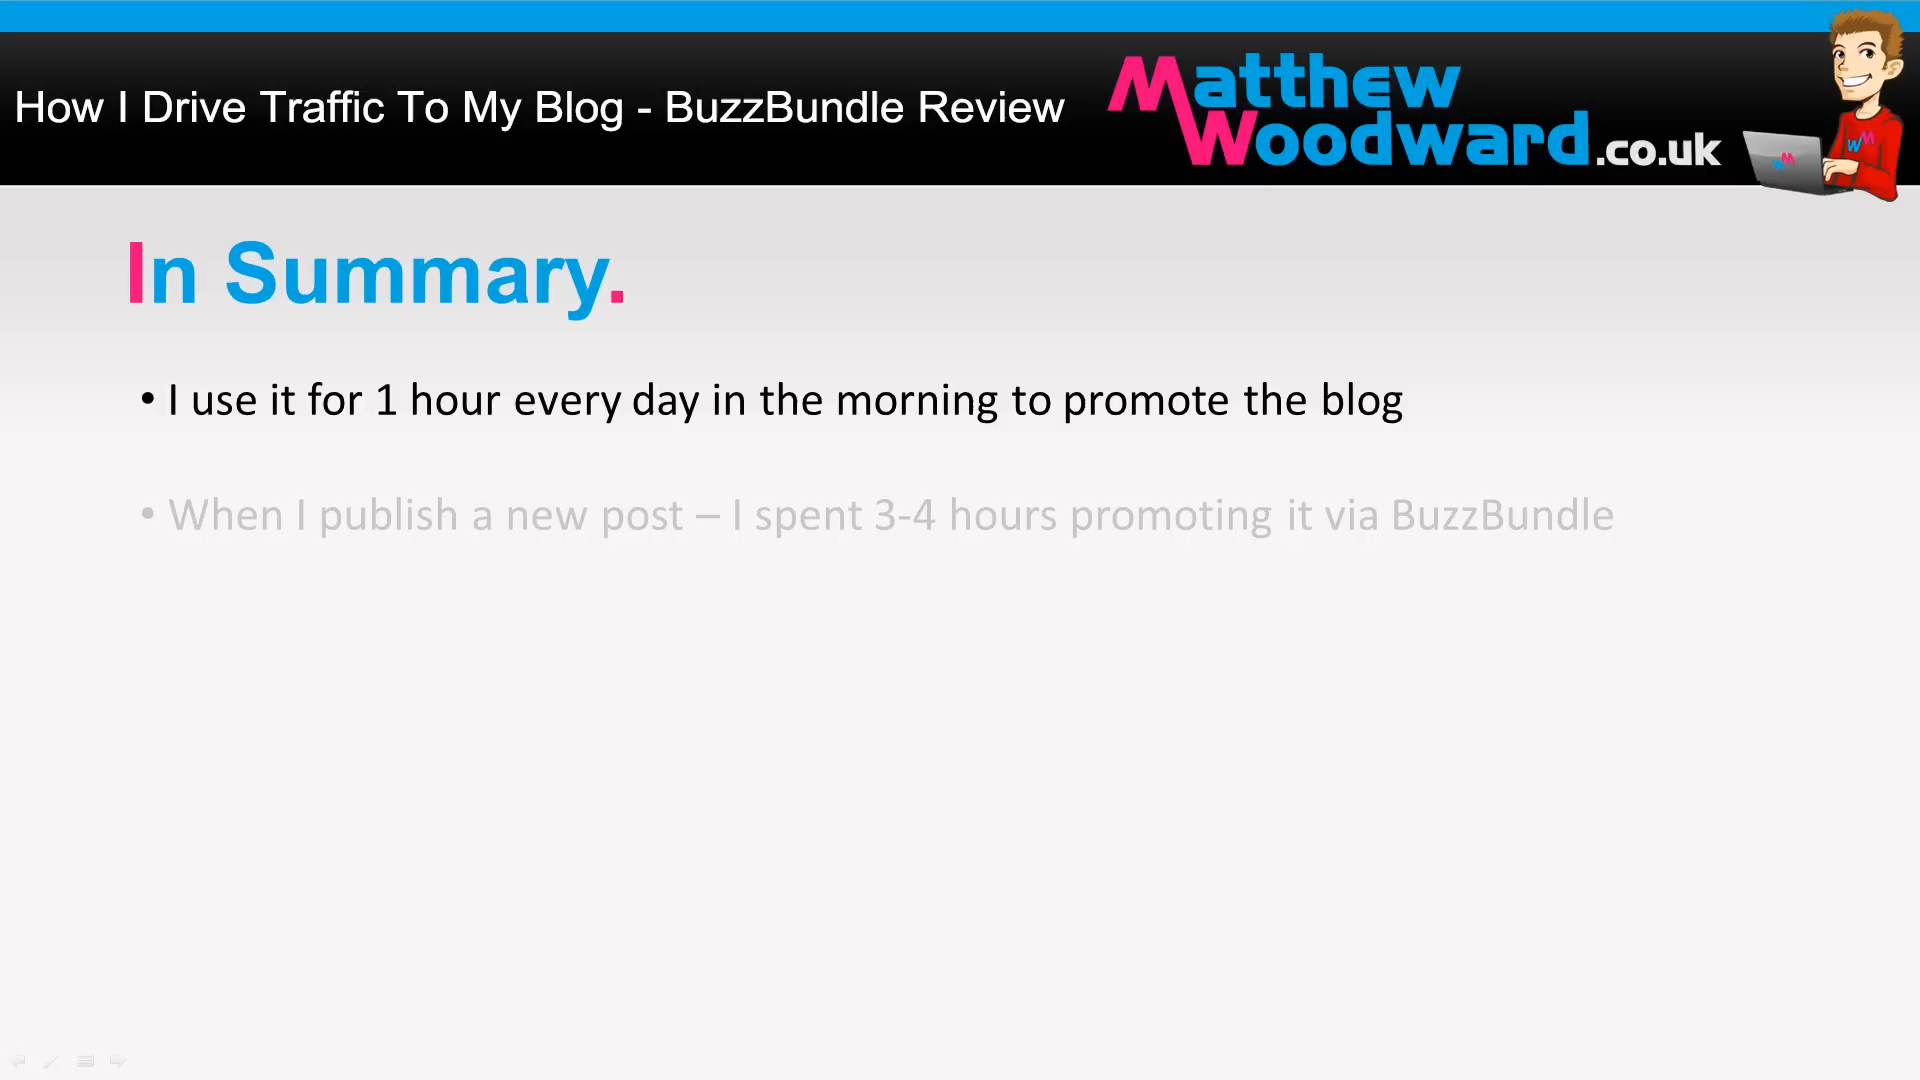 How I Drive Traffic To My Blog - BuzzBundle Review
Matthew
Woodward.co.uk
WM
WM
In Summary.
• I use it for 1 hour every day in the morning to promote the blog
• When I publish a new post – I spent 3-4 hours promoting it via BuzzBundle